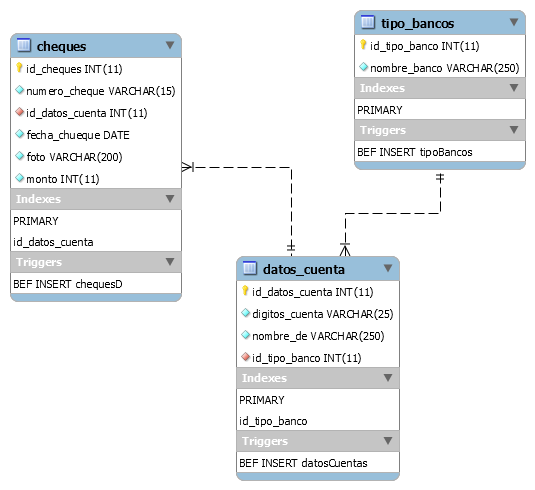 cheques
id_cheques INT(11)
numero_cheque VARCHAR(15)
id_datos_cuenta INT(11)
fecha_chueque DATE
foto VARCHAR(200)
monto INT(11)
Indexes
PRIMARY
id_datos_cuenta
Triggers
BEF INSERT chequesD
tipo_bancos
id_tipo_banco INT(11)
nombre_banco VARCHAR(250)
Indexes
PRIMARY
Triggers
BEF INSERT tipoBancos
datos_cuenta
id_datos_cuenta INT(11)
digitos_cuenta VARCHAR(25)
nombre_de VARCHAR(250)
id_tipo_banco INT(11)
Indexes
PRIMARY
id_tipo_banco
Triggers
BEF INSERT datosCuentas